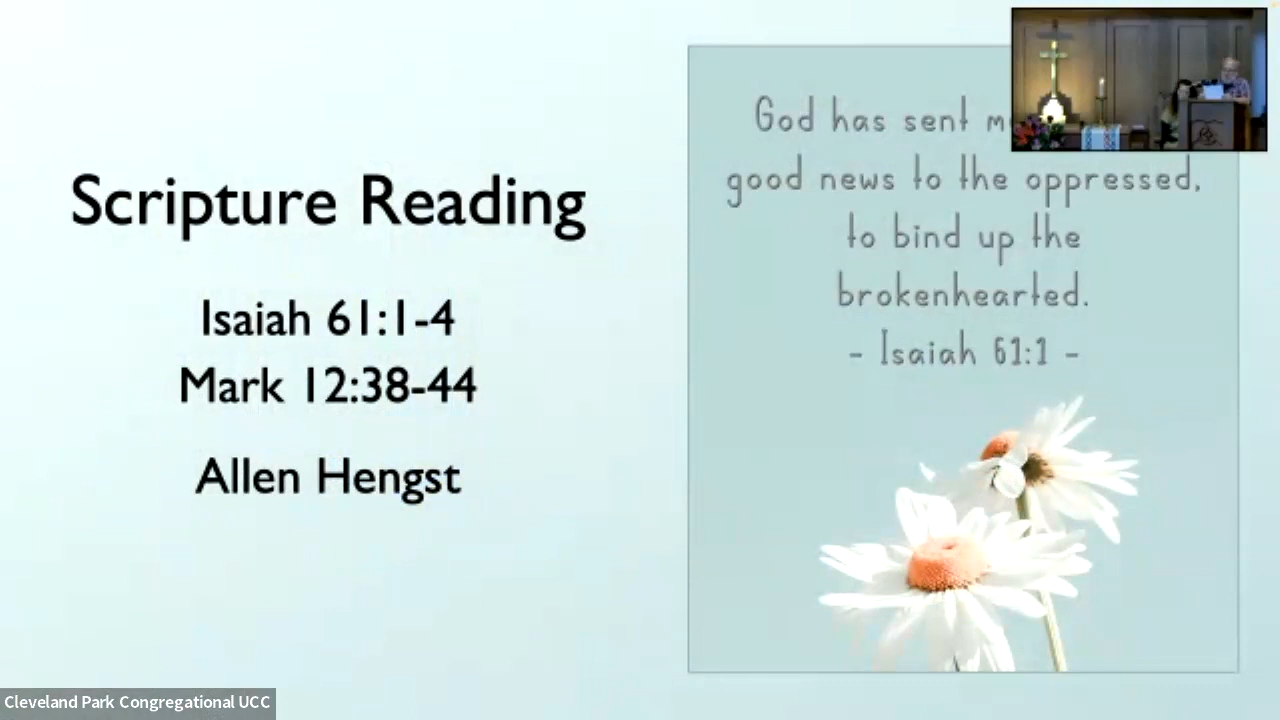 Scripture Reading
Isaiah 61:1-4
Mark 12:38-44
Allen Hengst
God has sent
good news to the oppressed,
to bind up the
brokenhearted.
- Isaiah 61:1 -
Cleveland Park Congregational UCC